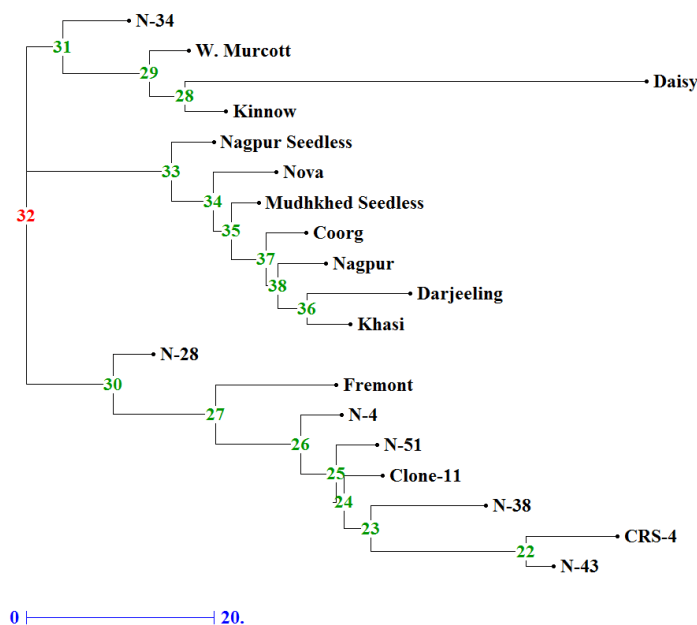 N-34
31
W. Murcott
29
Daisy
28
Kinnow
Nagpur Seedless
33
Nova
34
Mudhkhed Seedless
32
35
Coorg
37
Nagpur
38
Darjeeling
36
Khasi
N-28
30
Fremont
27
N-4
26
N-51
25
Clone-11
24
N-38
23
CRS-4
22
N-43
0 20.